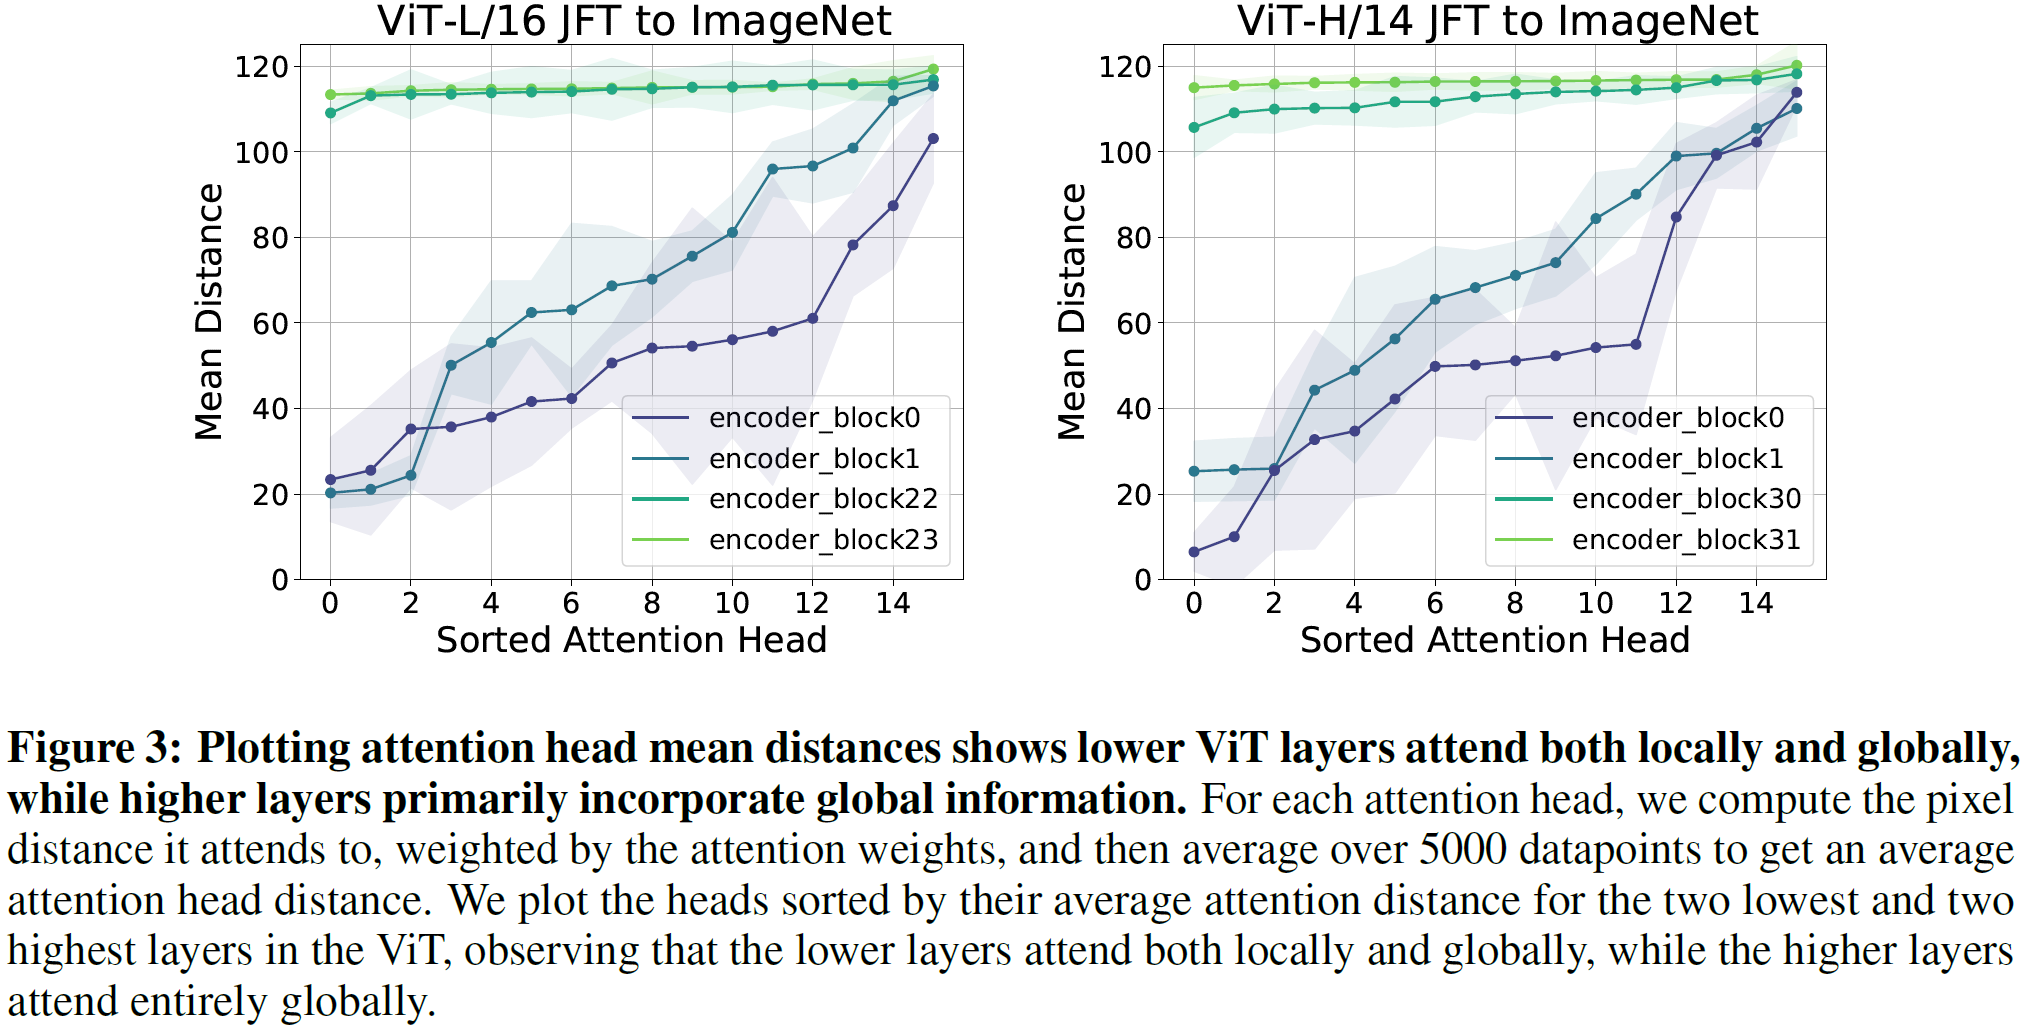 ViT-L/16 JFT to ImageNet
120
100
80
60
40
20
0
Mean Distance
encoder_block0
encoder_block1
encoder_block22
encoder_block23
0 2 4 6 8 10 12 14
Sorted Attention Head
ViT-H/14 JFT to ImageNet
120
100
80
60
40
20
0
Mean Distance
encoder_block0
encoder_block1
encoder_block30
encoder_block31
0 2 4 6 8 10 12 14
Sorted Attention Head
Figure 3: Plotting attention head mean distances shows lower ViT layers attend both locally and globally,
while higher layers primarily incorporate global information. For each attention head, we compute the pixel
distance it attends to, weighted by the attention weights, and then average over 5000 datapoints to get an average
attention head distance. We plot the heads sorted by their average attention distance for the two lowest and two
highest layers in the ViT, observing that the lower layers attend both locally and globally, while the higher layers
attend entirely globally.